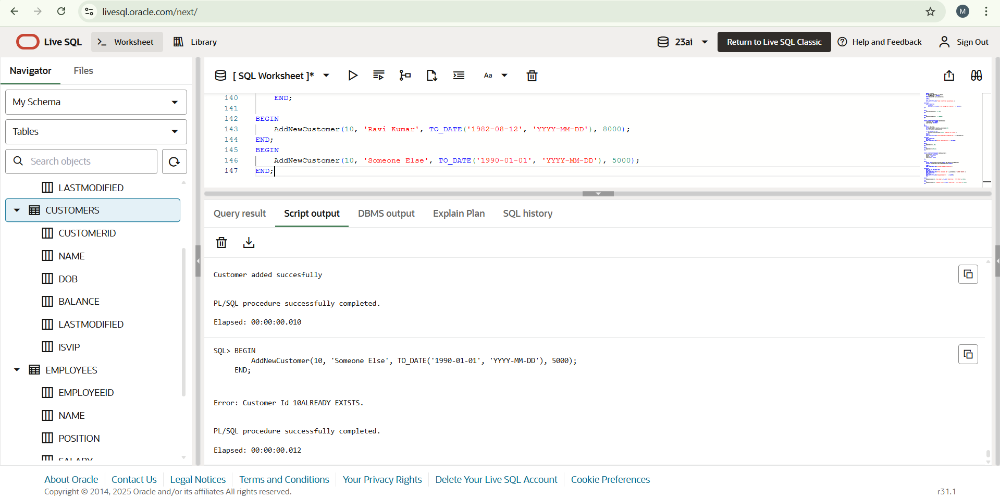 livesql.oracle.com/next/
M
Live SQL
Worksheet
Library
23ai
Return to Live SQL Classic
Help and Feedback
Sign Out
Navigator
Files
My Schema
Tables
Search objects
LASTMODIFIED
CUSTOMERS
CUSTOMERID
NAME
DOB
BALANCE
LASTMODIFIED
ISVIP
EMPLOYEES
EMPLOYEEID
NAME
POSITION
SALARY
[ SQL Worksheet ]*
Aa
140 END;
141
142 BEGIN
143 AddNewCustomer(10, 'Ravi Kumar', TO_DATE('1982-08-12', 'YYYY-MM-DD'), 8000);
144 END;
145 BEGIN
146 AddNewCustomer(10, 'Someone Else', TO_DATE('1990-01-01', 'YYYY-MM-DD'), 5000);
147 END;
Query result
Script output
DBMS output
Explain Plan
SQL history
Customer added succesfully
PL/SQL procedure successfully completed.
Elapsed: 00:00:00.010
SQL> BEGIN
AddNewCustomer(10, 'Someone Else', TO_DATE('1990-01-01', 'YYYY-MM-DD'), 5000);
END;
Error: Customer Id 10ALREADY EXISTS.
PL/SQL procedure successfully completed.
Elapsed: 00:00:00.012
About Oracle
Contact Us
Legal Notices
Terms and Conditions
Your Privacy Rights
Delete Your Live SQL Account
Cookie Preferences
Copyright © 2014, 2025 Oracle and/or its affiliates All rights reserved.
r31.1